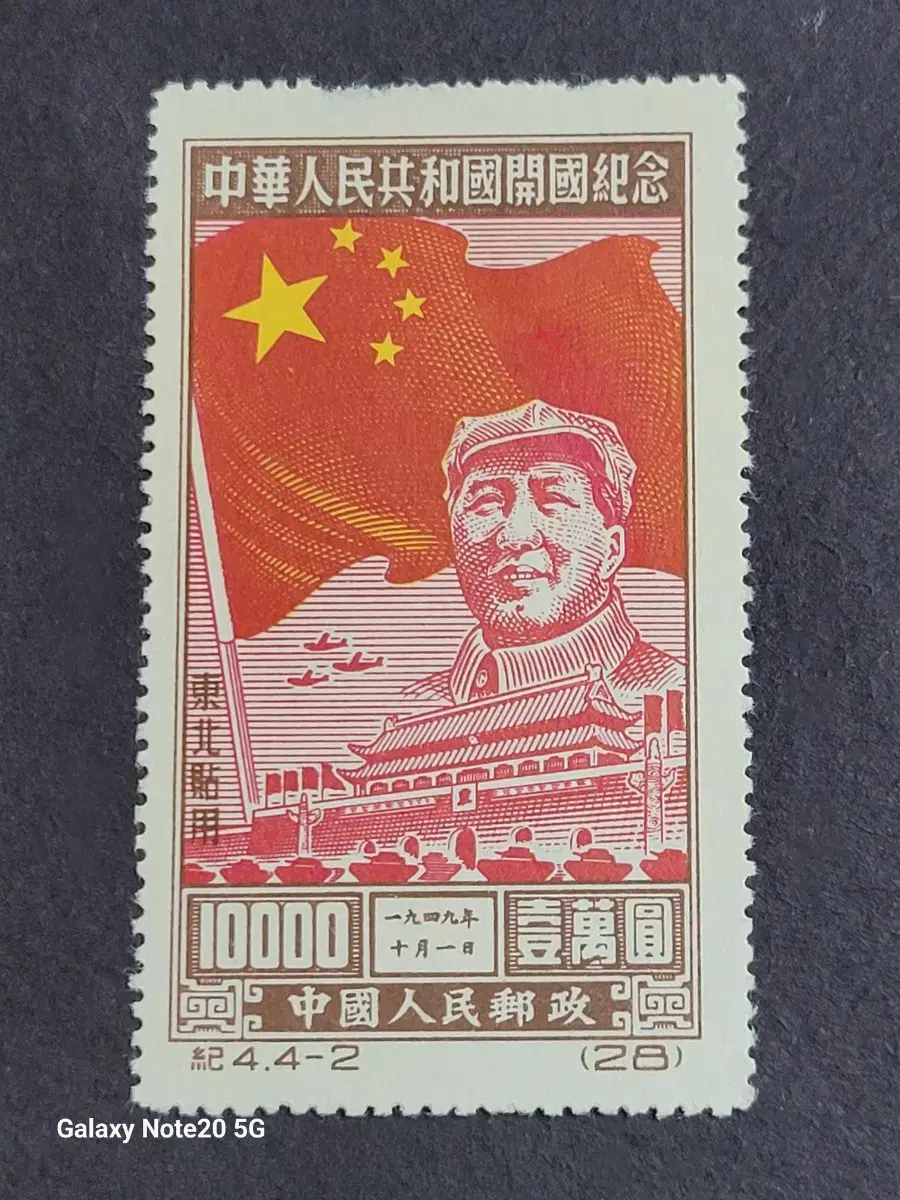 中華人民共和國開國紀念
東北貼用
10000
一九四九年
十月一日
壹萬圓
中國人民郵政
紀4.4-2
(28)
Galaxy Note20 5G